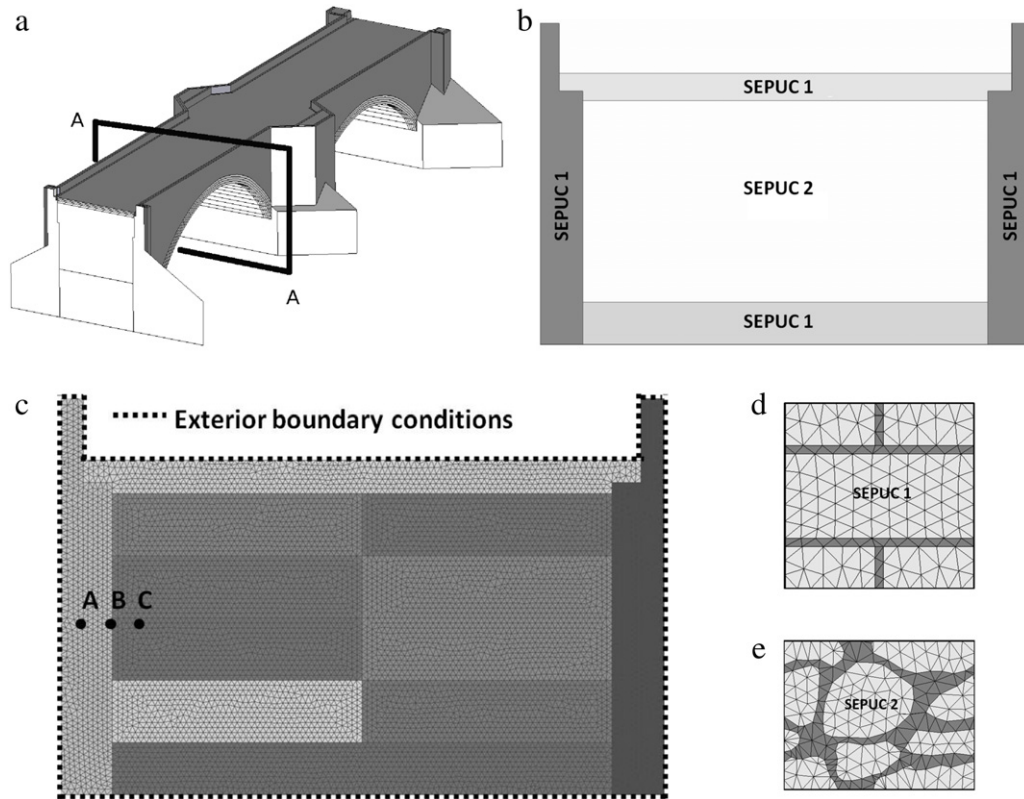 a
A
A
b
SEPUC 1
SEPUC 1
SEPUC 2
SEPUC 1
SEPUC 1
c
Exterior boundary conditions
A B C
d
SEPUC 1
e
SEPUC 2